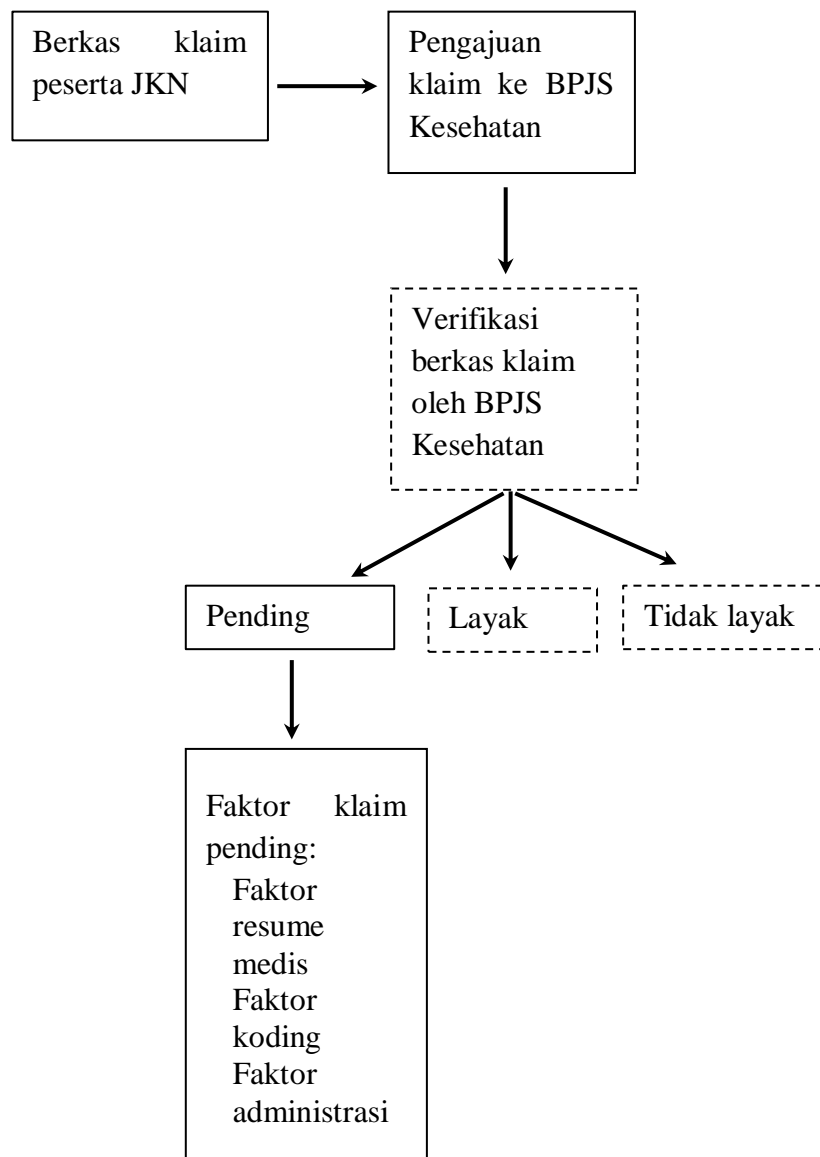 Berkas klaim
peserta JKN
Pengajuan
klaim ke BPJS
Kesehatan
Verifikasi
berkas klaim
oleh BPJS
Kesehatan
Pending
Layak
Tidak layak
Faktor klaim
pending:
Faktor
resume
medis
Faktor
koding
Faktor
administrasi